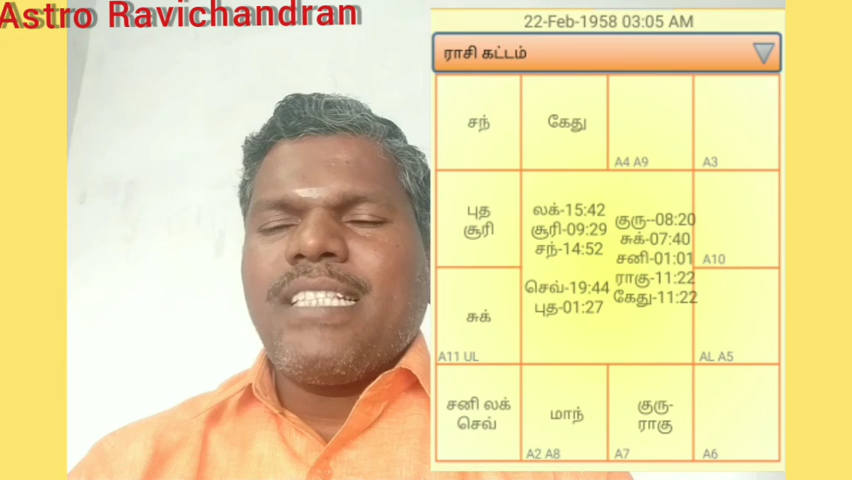 Astro Ravichandran
22-Feb-1958 03:05 AM
ராசி கட்டம்
சந்
கேது
A4 A9
A3
புத
சூரி
லக்-15:42
சூரி-09:29
சந்-14:52
செவ்-19:44
புத-01:27
குரு--08:20
சுக்-07:40
சனி-01:01
ராகு-11:22
கேது-11:22
A10
சுக்
A11 UL
AL A5
சனி லக்
செவ்
மாந்
A2 A8
குரு-
ராகு
A7
A6